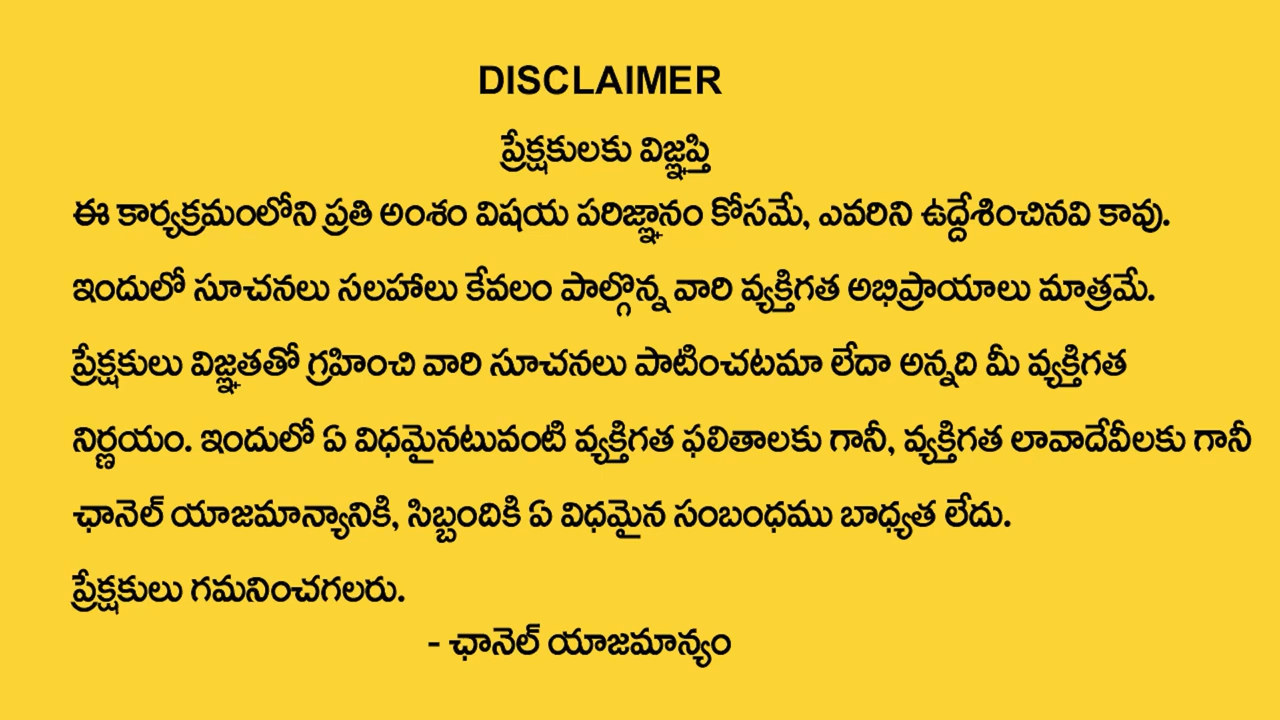 DISCLAIMER
ప్రేక్షకులకు విజ్ఞప్తి
ఈ కార్యక్రమంలోని ప్రతి అంశం విషయ పరిజ్ఞానం కోసమే, ఎవరిని ఉద్దేశించినవి కావు.
ఇందులో సూచనలు సలహాలు కేవలం పాల్గొన్న వారి వ్యక్తిగత అభిప్రాయాలు మాత్రమే.
ప్రేక్షకులు విజ్ఞతతో గ్రహించి వారి సూచనలు పాటించటమా లేదా అన్నది మీ వ్యక్తిగత
నిర్ణయం. ఇందులో ఏ విధమైనటువంటి వ్యక్తిగత ఫలితాలకు గానీ, వ్యక్తిగత లావాదేవీలకు గానీ
ఛానెల్ యాజమాన్యానికి, సిబ్బందికి ఏ విధమైన సంబంధము బాధ్యత లేదు.
ప్రేక్షకులు గమనించగలరు.
- ఛానెల్ యాజమాన్యం